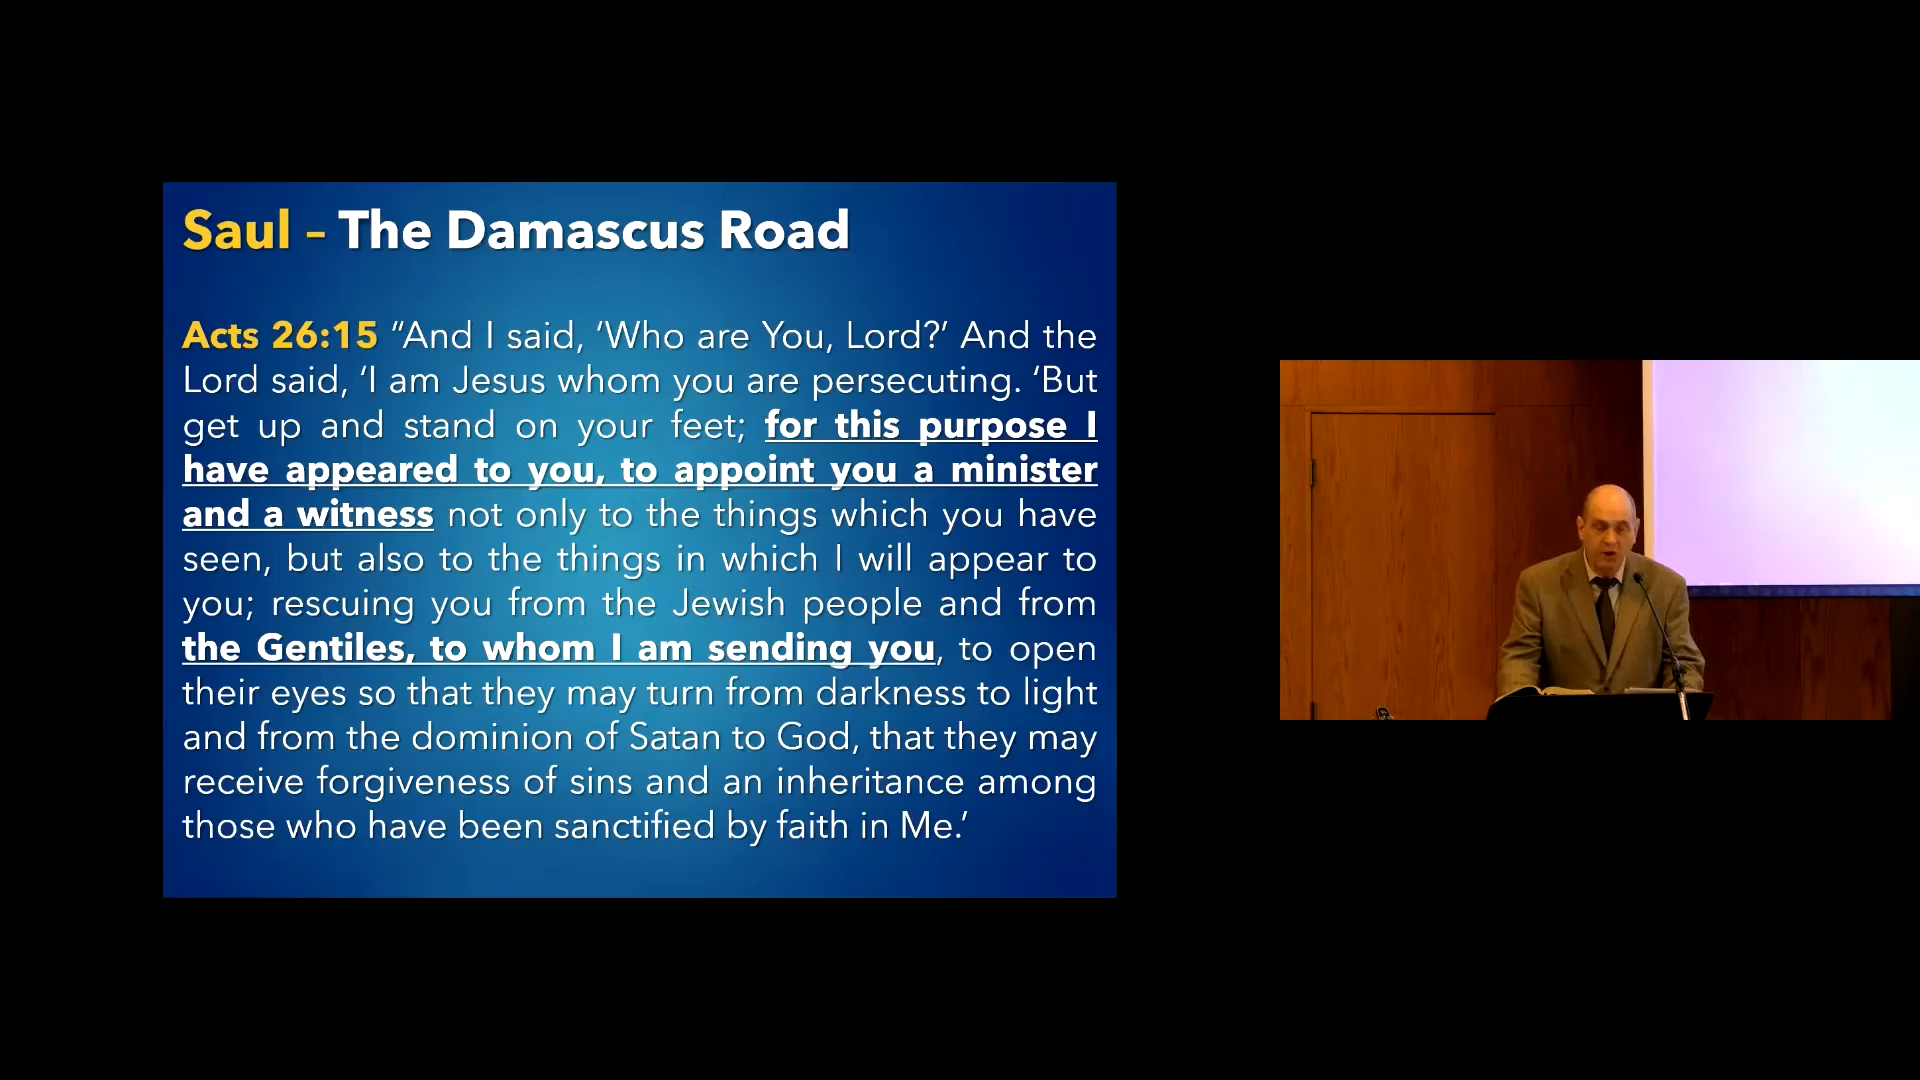 Saul – The Damascus Road
Acts 26:15 “And I said, ‘Who are You, Lord?’ And the
Lord said, ‘I am Jesus whom you are persecuting. ‘But
get up and stand on your feet; for this purpose I
have appeared to you, to appoint you a minister
and a witness not only to the things which you have
seen, but also to the things in which I will appear to
you; rescuing you from the Jewish people and from
the Gentiles, to whom I am sending you, to open
their eyes so that they may turn from darkness to light
and from the dominion of Satan to God, that they may
receive forgiveness of sins and an inheritance among
those who have been sanctified by faith in Me.’